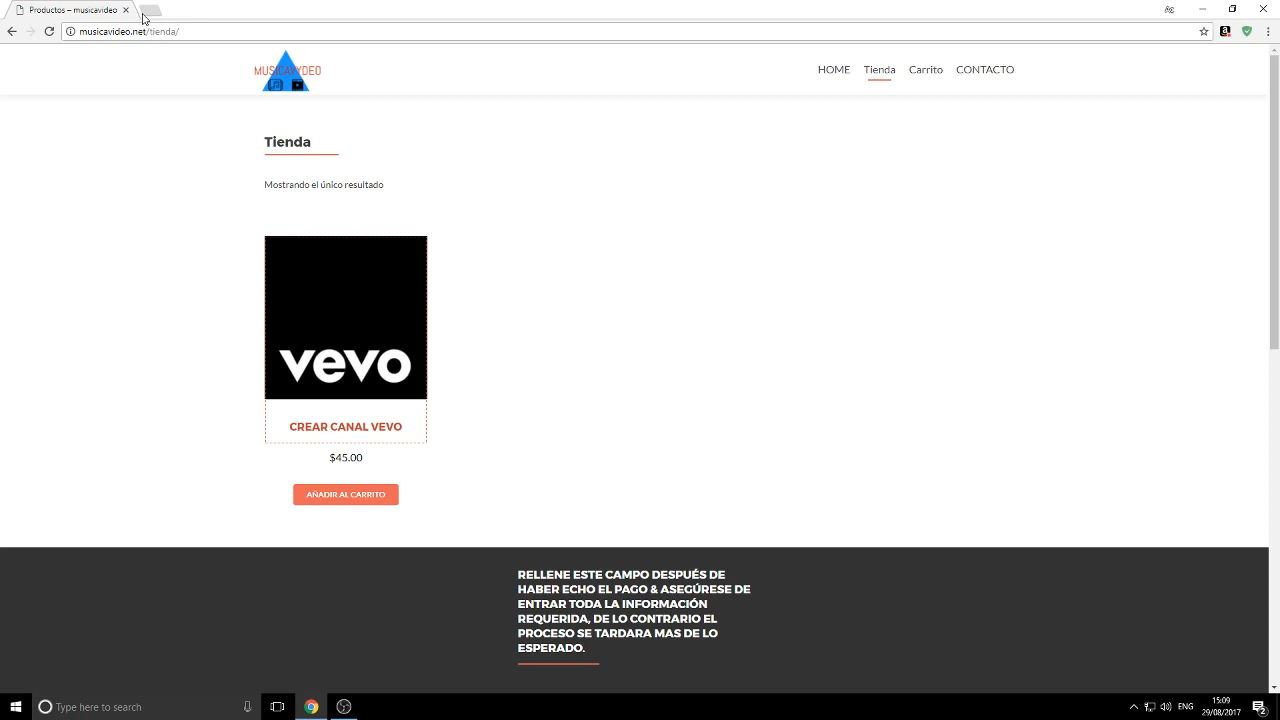 Productos – musicavideo
musicavideo.net/tienda/
MUSICAVYDEO
HOME Tienda Carrito CONTACTO
Tienda
Mostrando el único resultado
vevo
CREAR CANAL VEVO
$45.00
AÑADIR AL CARRITO
RELLENE ESTE CAMPO DESPUÉS DE
HABER ECHO EL PAGO & ASEGÚRESE DE
ENTRAR TODA LA INFORMACIÓN
REQUERIDA, DE LO CONTRARIO EL
PROCESO SE TARDARA MAS DE LO
ESPERADO.
Type here to search
ENG
15:09
29/08/2017
2